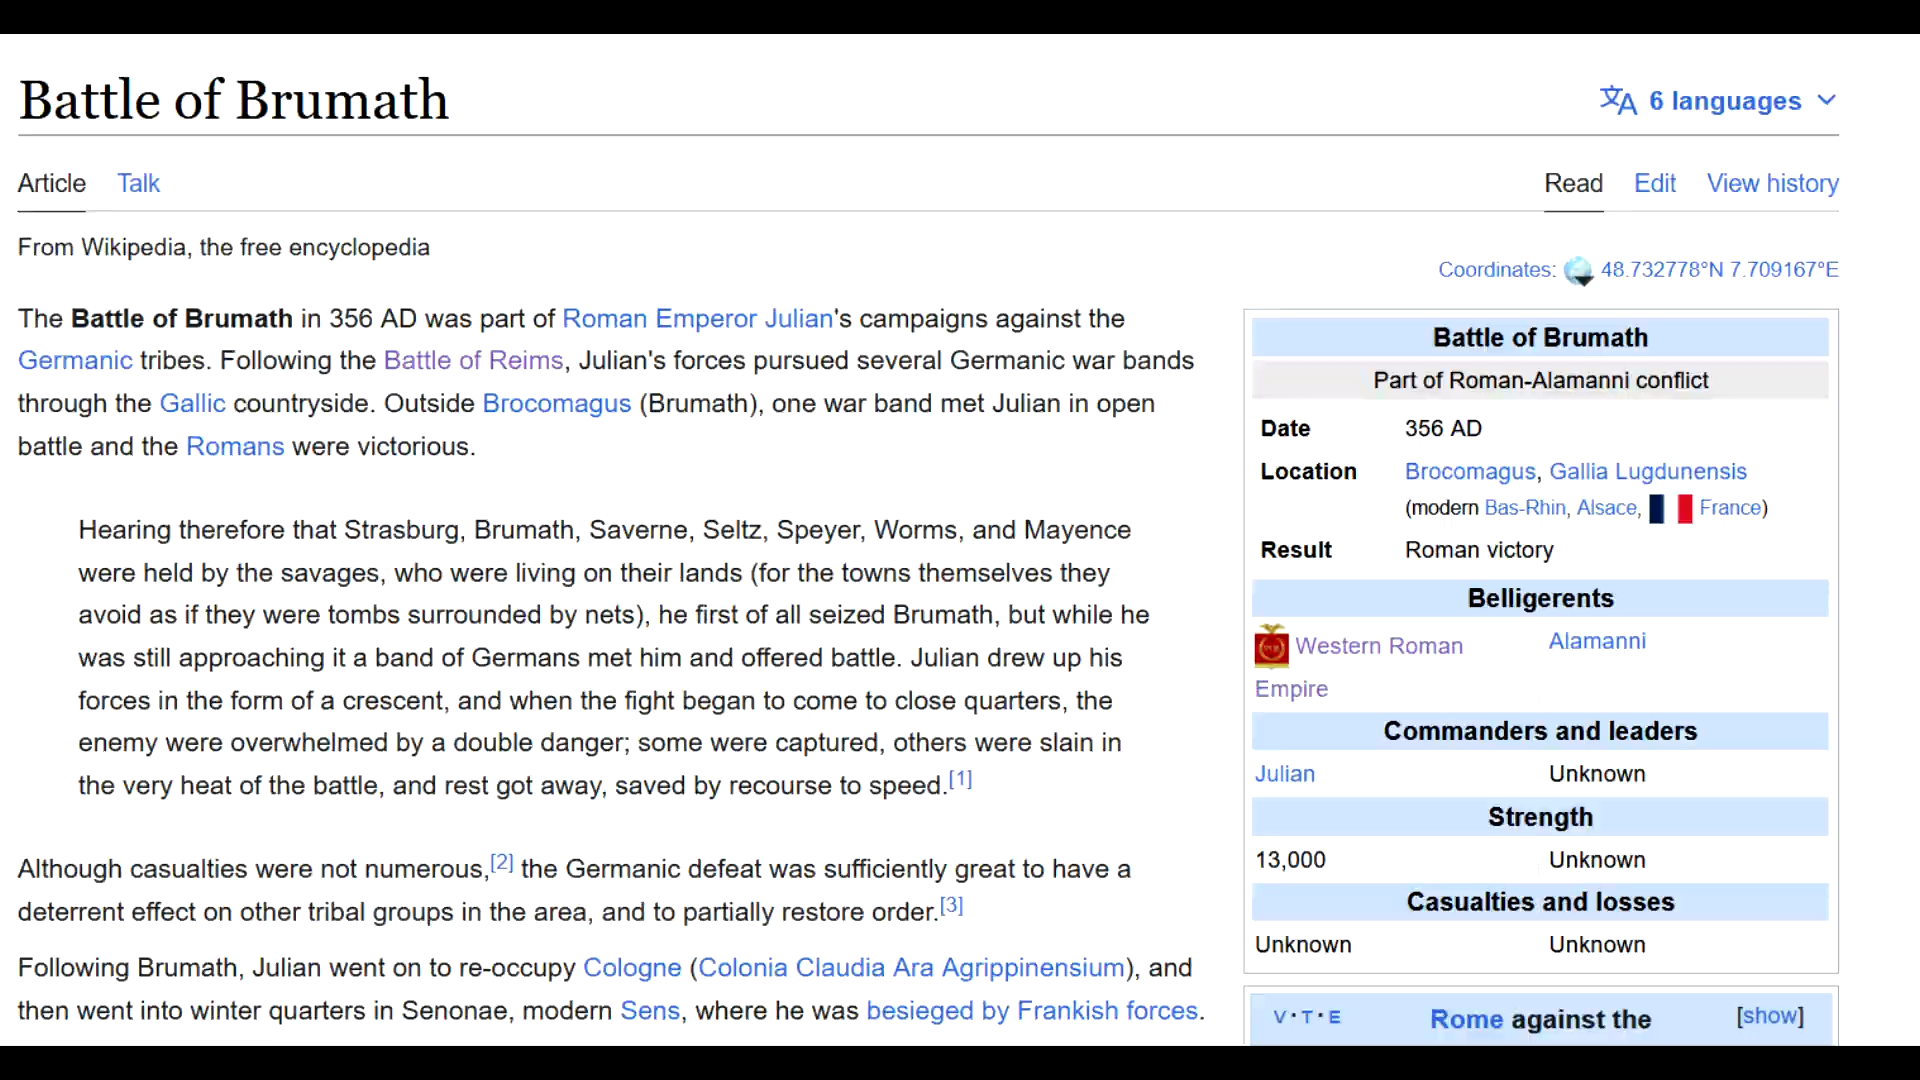 Battle of Brumath
6 languages
Article Talk
Read Edit View history
From Wikipedia, the free encyclopedia
Coordinates: 48.732778°N 7.709167°E
The Battle of Brumath in 356 AD was part of Roman Emperor Julian's campaigns against the
Germanic tribes. Following the Battle of Reims, Julian's forces pursued several Germanic war bands
through the Gallic countryside. Outside Brocomagus (Brumath), one war band met Julian in open
battle and the Romans were victorious.
Hearing therefore that Strasburg, Brumath, Saverne, Seltz, Speyer, Worms, and Mayence
were held by the savages, who were living on their lands (for the towns themselves they
avoid as if they were tombs surrounded by nets), he first of all seized Brumath, but while he
was still approaching it a band of Germans met him and offered battle. Julian drew up his
forces in the form of a crescent, and when the fight began to come to close quarters, the
enemy were overwhelmed by a double danger; some were captured, others were slain in
the very heat of the battle, and rest got away, saved by recourse to speed.[1]
Although casualties were not numerous,[2] the Germanic defeat was sufficiently great to have a
deterrent effect on other tribal groups in the area, and to partially restore order.[3]
Following Brumath, Julian went on to re-occupy Cologne (Colonia Claudia Ara Agrippinensium), and
then went into winter quarters in Senonae, modern Sens, where he was besieged by Frankish forces.
Battle of Brumath
Part of Roman-Alamanni conflict
Date 356 AD
Location Brocomagus, Gallia Lugdunensis
(modern Bas-Rhin, Alsace, France)
Result Roman victory
Belligerents
Western Roman Alamanni
Empire
Commanders and leaders
Julian Unknown
Strength
13,000 Unknown
Casualties and losses
Unknown Unknown
V·T·E Rome against the [show]